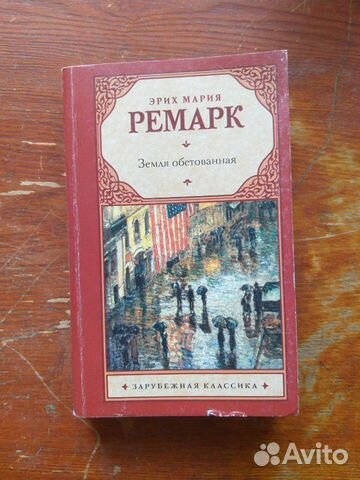 ЭРИХ МАРИЯ
РЕМАРК
Земля обетованная
ЗАРУБЕЖНАЯ КЛАССИКА
Avito